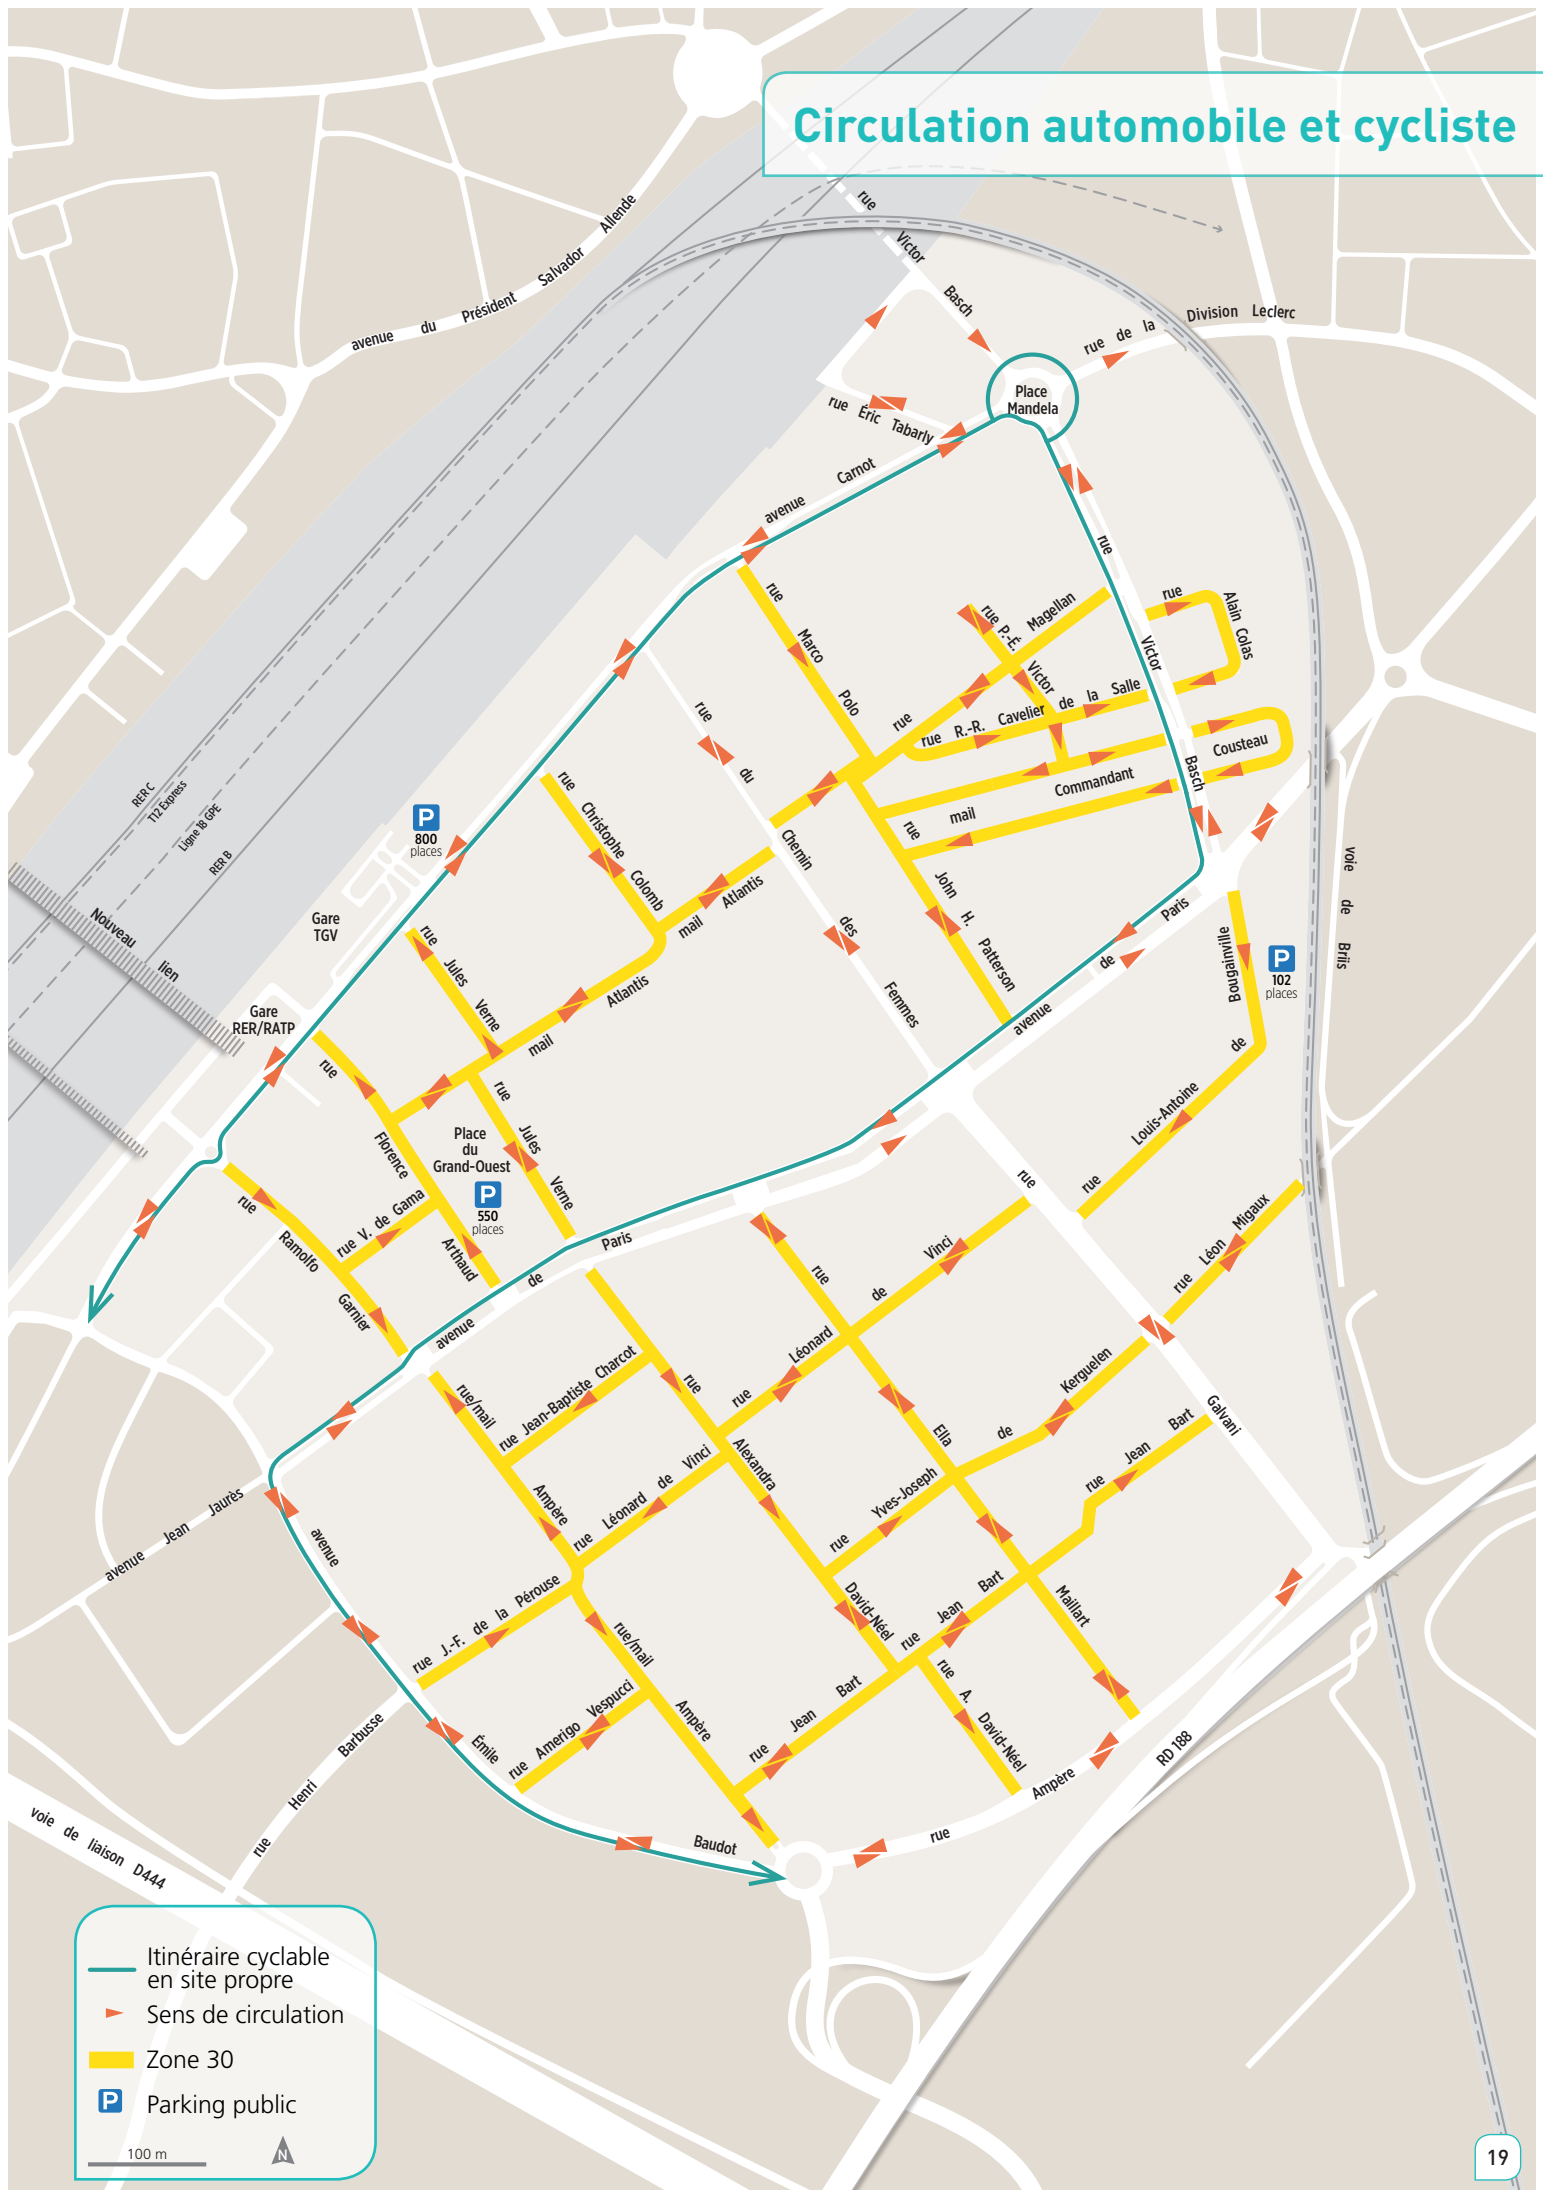 Circulation automobile et cycliste
rue Victor Basch
avenue du Président Salvador Allende
rue de la Division Leclerc
Place
Mandela
rue Éric Tabarly
avenue Carnot
rue Victor Basch
rue Marco Polo
rue P.-É. Victor
rue Magellan
rue Alain Colas
rue R.-R. Cavelier de la Salle
mail Commandant Cousteau
rue du Chemin des Femmes
rue Christophe Colomb
mail Atlantis
mail Atlantis
rue John H. Patterson
RER C
T12 Express
Ligne 18 GPE
RER B
P
800
places
Gare
TGV
Nouveau lien
Gare
RER/RATP
rue Jules Verne
rue Jules Verne
avenue de Paris
voie de Briis
P
102
places
rue Louis-Antoine de Bougainville
rue Florence Arthaud
Place
du
Grand-Ouest
P
550
places
rue V. de Gama
rue Ramolfo Garnier
avenue de Paris
rue Galvani
rue Léon Migaux
rue Léonard de Vinci
rue Ella Maillart
rue Jean-Baptiste Charcot
rue/mail Ampère
rue Léonard de Vinci
rue Alexandra David-Néel
rue Yves-Joseph de Kerguelen
rue Jean Bart
rue Jean Bart
rue Jean Bart
avenue Jean Jaurès
avenue Émile Baudot
rue J.-F. de la Pérouse
rue/mail Ampère
rue Amerigo Vespucci
rue A. David-Néel
rue Ampère
RD 188
rue Henri Barbusse
voie de liaison D444
Itinéraire cyclable
en site propre
Sens de circulation
Zone 30
P Parking public
100 m
N
19